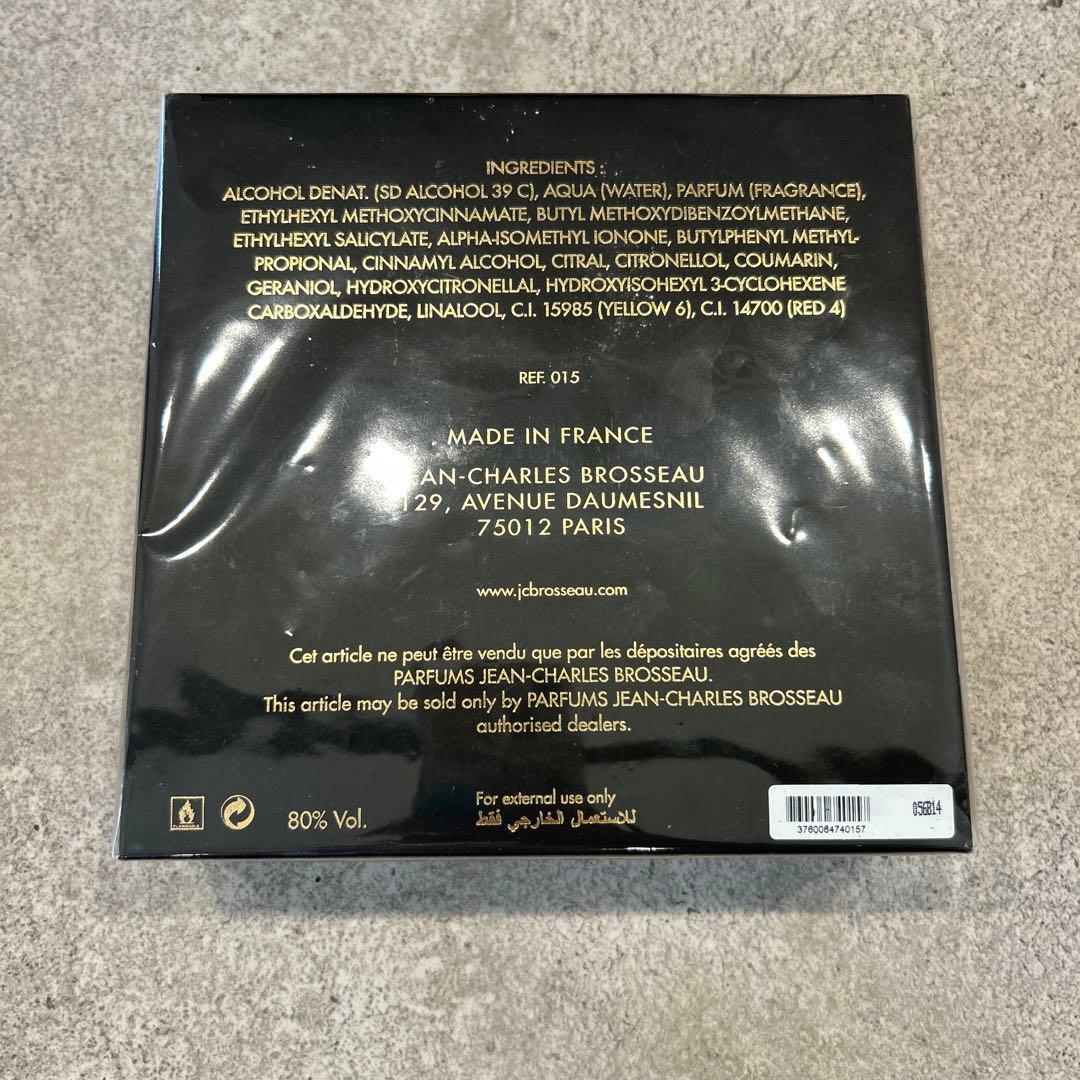 INGREDIENTS :
ALCOHOL DENAT. (SD ALCOHOL 39 C), AQUA (WATER), PARFUM (FRAGRANCE),
ETHYLHEXYL METHOXYCINNAMATE, BUTYL METHOXYDIBENZOYLMETHANE,
ETHYLHEXYL SALICYLATE, ALPHA-ISOMETHYL IONONE, BUTYLPHENYL METHYL-
PROPIONAL, CINNAMYL ALCOHOL, CITRAL, CITRONELLOL, COUMARIN,
GERANIOL, HYDROXYCITRONELLAL, HYDROXYISOHEXYL 3-CYCLOHEXENE
CARBOXALDEHYDE, LINALOOL, C.I. 15985 (YELLOW 6), C.I. 14700 (RED 4)
REF. 015
MADE IN FRANCE
JEAN-CHARLES BROSSEAU
129, AVENUE DAUMESNIL
75012 PARIS
www.jcbrosseau.com
Cet article ne peut être vendu que par les dépositaires agréés des
PARFUMS JEAN-CHARLES BROSSEAU.
This article may be sold only by PARFUMS JEAN-CHARLES BROSSEAU
authorised dealers.
FLAMMABLE
80% Vol.
For external use only
للاستعمال الخارجي فقط
3760064740157
056B14